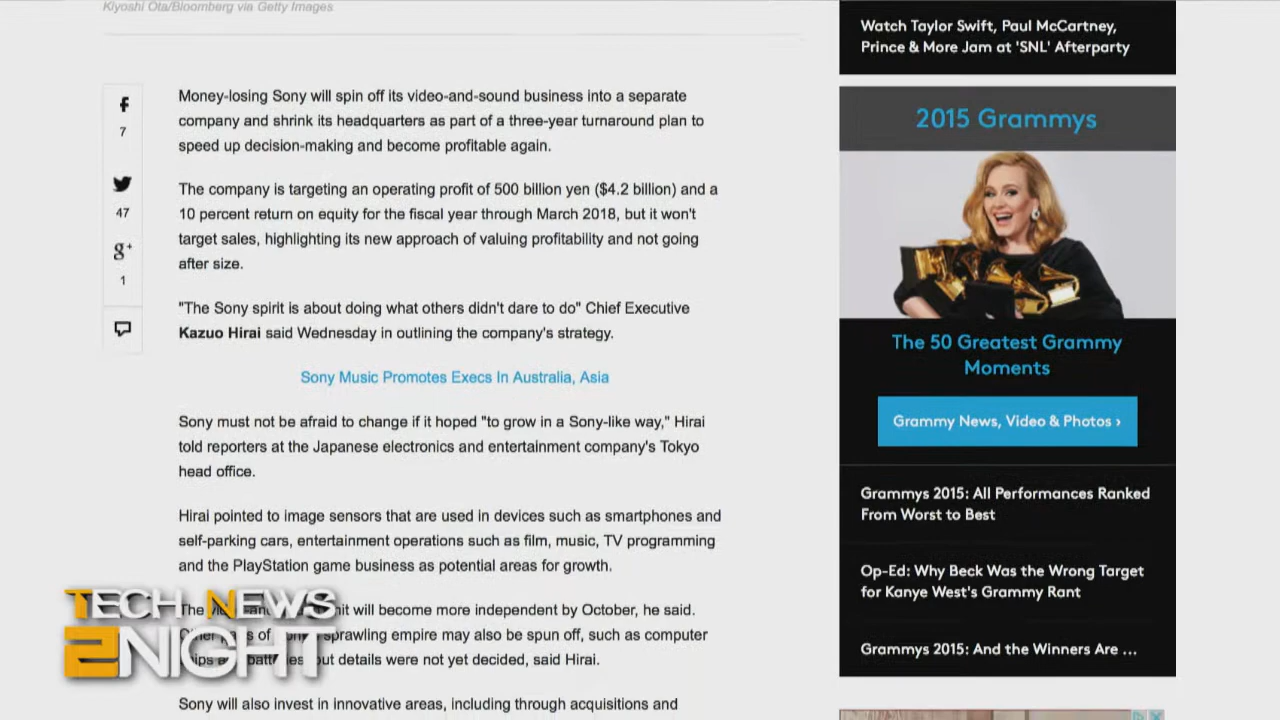 Kiyoshi Ota/Bloomberg via Getty Images
7
47
g+
1
Money-losing Sony will spin off its video-and-sound business into a separate
company and shrink its headquarters as part of a three-year turnaround plan to
speed up decision-making and become profitable again.
The company is targeting an operating profit of 500 billion yen ($4.2 billion) and a
10 percent return on equity for the fiscal year through March 2018, but it won't
target sales, highlighting its new approach of valuing profitability and not going
after size.
"The Sony spirit is about doing what others didn't dare to do" Chief Executive
Kazuo Hirai said Wednesday in outlining the company's strategy.
Sony Music Promotes Execs In Australia, Asia
Sony must not be afraid to change if it hoped "to grow in a Sony-like way," Hirai
told reporters at the Japanese electronics and entertainment company's Tokyo
head office.
Hirai pointed to image sensors that are used in devices such as smartphones and
self-parking cars, entertainment operations such as film, music, TV programming
and the PlayStation game business as potential areas for growth.
The will become more independent by October, he said.
of sprawling empire may also be spun off, such as computer
but details were not yet decided, said Hirai.
Sony will also invest in innovative areas, including through acquisitions and
TECH NEWS
2NIGHT
Watch Taylor Swift, Paul McCartney,
Prince & More Jam at 'SNL' Afterparty
2015 Grammys
The 50 Greatest Grammy
Moments
Grammy News, Video & Photos ›
Grammys 2015: All Performances Ranked
From Worst to Best
Op-Ed: Why Beck Was the Wrong Target
for Kanye West's Grammy Rant
Grammys 2015: And the Winners Are ...